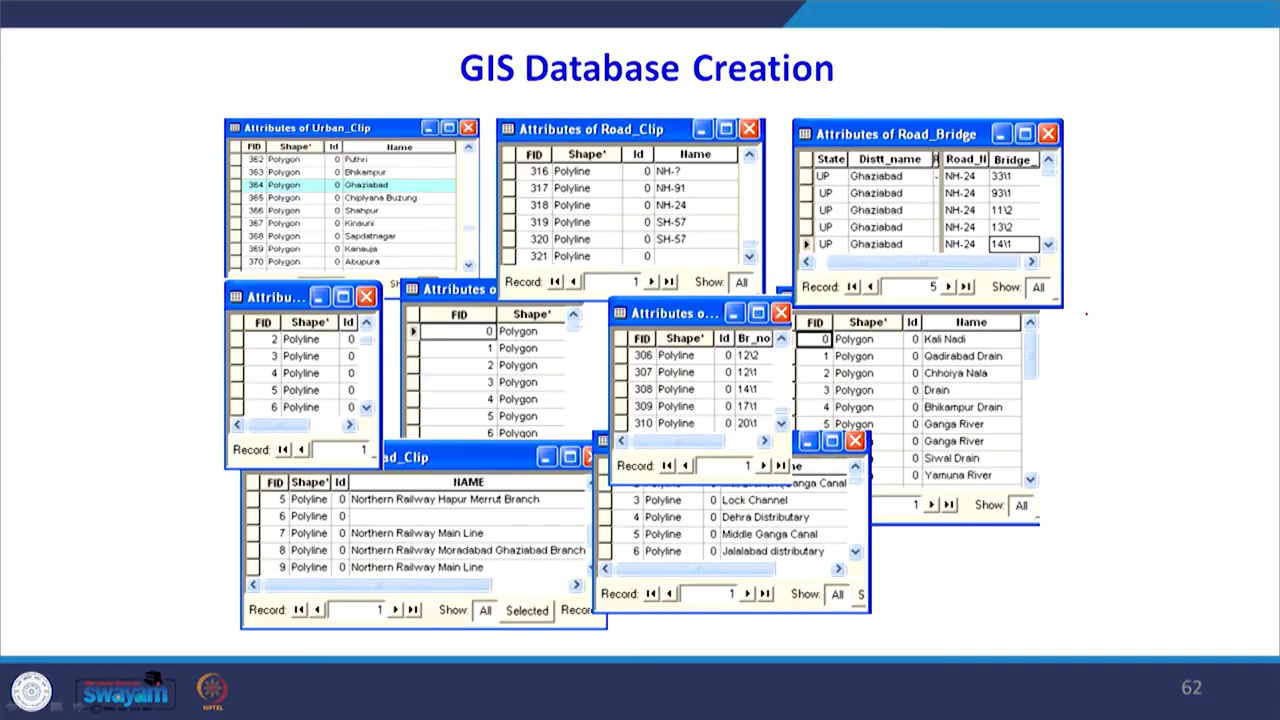 GIS Database Creation
Attributes of Urban_Clip
FID Shape* Id Name
362 Polygon 0 Puthri
363 Polygon 0 Bhikampur
364 Polygon 0 Ghaziabad
365 Polygon 0 Chiplyana Buzung
366 Polygon 0 Shahpur
367 Polygon 0 Kinauni
368 Polygon 0 Sapdatnagar
369 Polygon 0 Kanauja
370 Polygon 0 Abupura
Attributes of Road_Clip
FID Shape* Id Name
316 Polyline 0 NH-?
317 Polyline 0 NH-91
318 Polyline 0 NH-24
319 Polyline 0 SH-57
320 Polyline 0 SH-57
321 Polyline 0
Record: 1 Show: All
Attributes of Road_Bridge
State Distt_name Road_N Bridge_
UP Ghaziabad NH-24 33\1
UP Ghaziabad NH-24 93\1
UP Ghaziabad NH-24 11\2
UP Ghaziabad NH-24 13\2
UP Ghaziabad NH-24 14\1
Record: 5 Show: All
Attribu...
FID Shape* Id
2 Polyline 0
3 Polyline 0
4 Polyline 0
5 Polyline 0
6 Polyline 0
Record: 1
Attributes o
FID Shape*
0 Polygon
1 Polygon
2 Polygon
3 Polygon
4 Polygon
5 Polygon
6 Polygon
Attributes o...
FID Shape* Id Br_no
306 Polyline 0 12\2
307 Polyline 0 12\1
308 Polyline 0 14\1
309 Polyline 0 17\1
310 Polyline 0 20\1
Record: 1
FID Shape* Id Name
0 Polygon 0 Kali Nadi
1 Polygon 0 Qadirabad Drain
2 Polygon 0 Chhoiya Nala
3 Polygon 0 Drain
4 Polygon 0 Bhikampur Drain
5 Polygon 0 Ganga River
Ganga River
Siwal Drain
Yamuna River
1 Show: All
ad_Clip
FID Shape* Id NAME
5 Polyline 0 Northern Railway Hapur Merrut Branch
6 Polyline 0
7 Polyline 0 Northern Railway Main Line
8 Polyline 0 Northern Railway Moradabad Ghaziabad Branch
9 Polyline 0 Northern Railway Main Line
Record: 1 Show: All Selected Reco
(Ganga Canal
3 Polyline 0 Lock Channel
4 Polyline 0 Dehra Distributary
5 Polyline 0 Middle Ganga Canal
6 Polyline 0 Jalalabad distributary
Record: 1 Show: All S
swayam
NPTEL
62